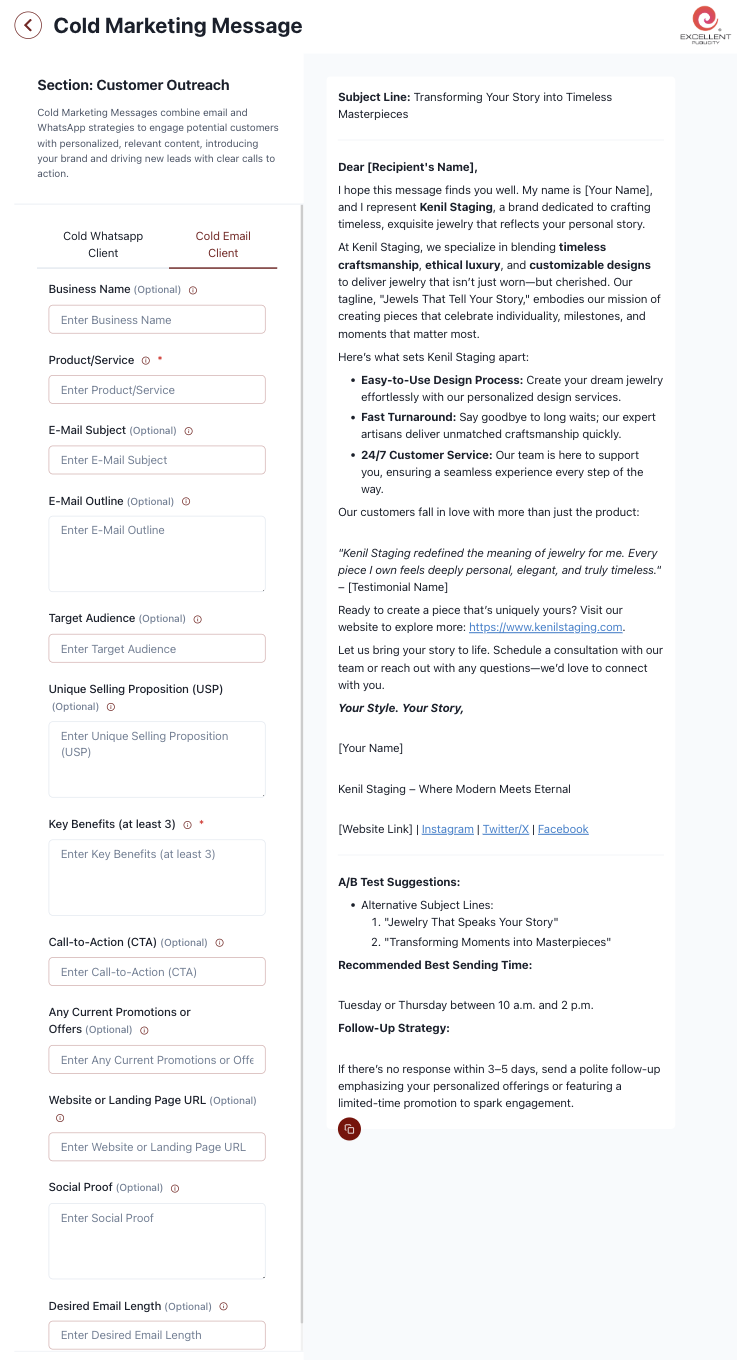 Cold Marketing Message
EXCELLENT
PUBLICITY
Section: Customer Outreach
Cold Marketing Messages combine email and
WhatsApp strategies to engage potential customers
with personalized, relevant content, introducing
your brand and driving new leads with clear calls to
action.
Cold Whatsapp
Client
Cold Email
Client
Business Name (Optional)
Enter Business Name
Product/Service *
Enter Product/Service
E-Mail Subject (Optional)
Enter E-Mail Subject
E-Mail Outline (Optional)
Enter E-Mail Outline
Target Audience (Optional)
Enter Target Audience
Unique Selling Proposition (USP)
(Optional)
Enter Unique Selling Proposition
(USP)
Key Benefits (at least 3) *
Enter Key Benefits (at least 3)
Call-to-Action (CTA) (Optional)
Enter Call-to-Action (CTA)
Any Current Promotions or
Offers (Optional)
Enter Any Current Promotions or Offe
Website or Landing Page URL (Optional)
Enter Website or Landing Page URL
Social Proof (Optional)
Enter Social Proof
Desired Email Length (Optional)
Enter Desired Email Length
Subject Line: Transforming Your Story into Timeless
Masterpieces
Dear [Recipient's Name],
I hope this message finds you well. My name is [Your Name],
and I represent Kenil Staging, a brand dedicated to crafting
timeless, exquisite jewelry that reflects your personal story.
At Kenil Staging, we specialize in blending timeless
craftsmanship, ethical luxury, and customizable designs
to deliver jewelry that isn’t just worn—but cherished. Our
tagline, "Jewels That Tell Your Story," embodies our mission of
creating pieces that celebrate individuality, milestones, and
moments that matter most.
Here’s what sets Kenil Staging apart:
• Easy-to-Use Design Process: Create your dream jewelry
effortlessly with our personalized design services.
• Fast Turnaround: Say goodbye to long waits; our expert
artisans deliver unmatched craftsmanship quickly.
• 24/7 Customer Service: Our team is here to support
you, ensuring a seamless experience every step of the
way.
Our customers fall in love with more than just the product:
"Kenil Staging redefined the meaning of jewelry for me. Every
piece I own feels deeply personal, elegant, and truly timeless."
– [Testimonial Name]
Ready to create a piece that’s uniquely yours? Visit our
website to explore more: https://www.kenilstaging.com.
Let us bring your story to life. Schedule a consultation with our
team or reach out with any questions—we’d love to connect
with you.
Your Style. Your Story,
[Your Name]
Kenil Staging – Where Modern Meets Eternal
[Website Link] | Instagram | Twitter/X | Facebook
A/B Test Suggestions:
• Alternative Subject Lines:
1. "Jewelry That Speaks Your Story"
2. "Transforming Moments into Masterpieces"
Recommended Best Sending Time:
Tuesday or Thursday between 10 a.m. and 2 p.m.
Follow-Up Strategy:
If there’s no response within 3–5 days, send a polite follow-up
emphasizing your personalized offerings or featuring a
limited-time promotion to spark engagement.